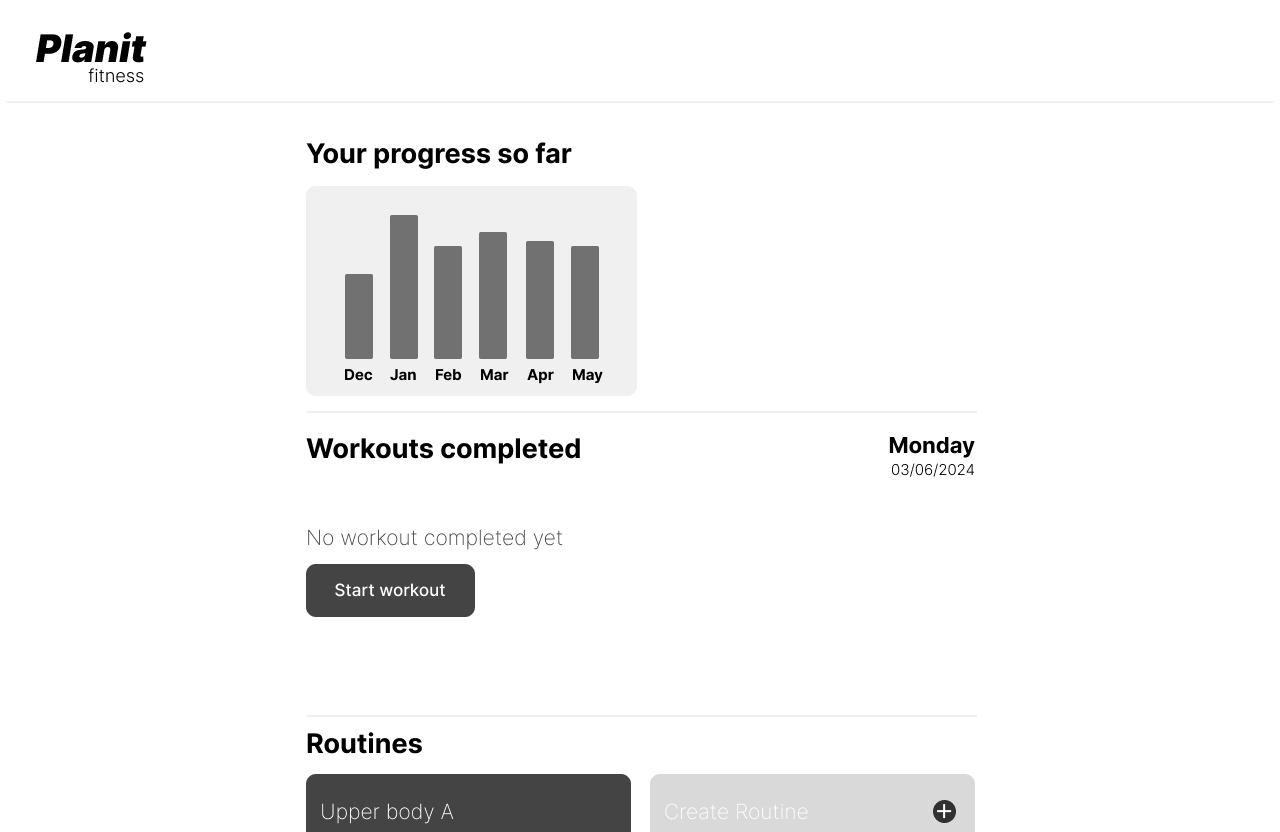 Planit
fitness
Your progress so far
Dec Jan Feb Mar Apr May
Workouts completed
Monday
03/06/2024
No workout completed yet
Start workout
Routines
Upper body A
Create Routine